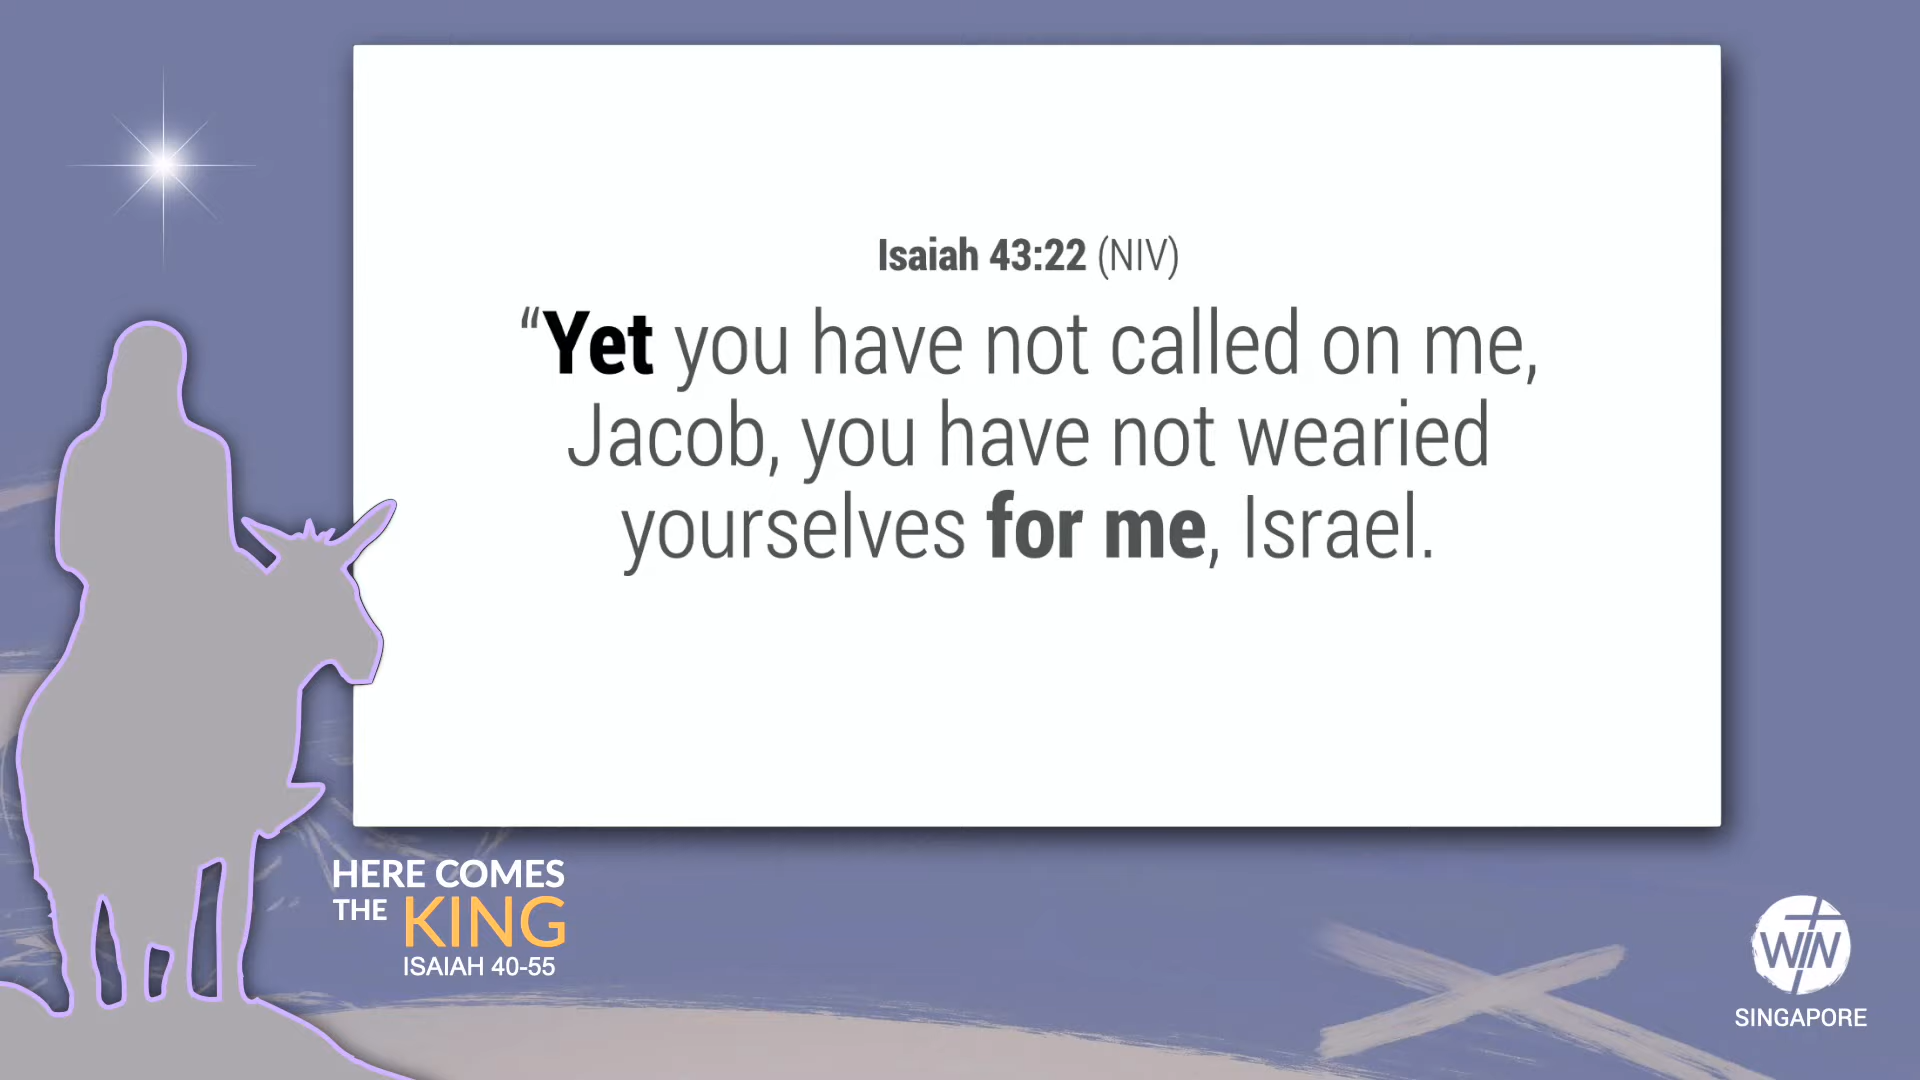 Isaiah 43:22 (NIV)
“Yet you have not called on me,
Jacob, you have not wearied
yourselves for me, Israel.
HERE COMES
THE KING
ISAIAH 40-55
WIN
SINGAPORE